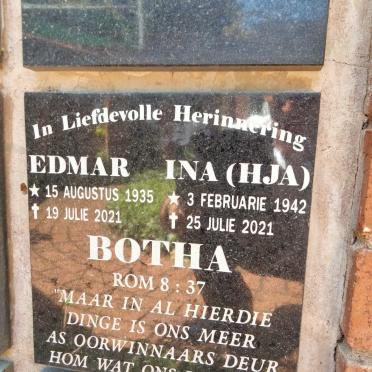 In Liefdevolle Herinnering
EDMAR INA (HJA)
★ 15 AUGUSTUS 1935 ★ 3 FEBRUARIE 1942
✝ 19 JULIE 2021 ✝ 25 JULIE 2021
BOTHA
ROM 8 : 37
"MAAR IN AL HIERDIE
DINGE IS ONS MEER
AS OORWINNAARS DEUR
HOM WAT ONS